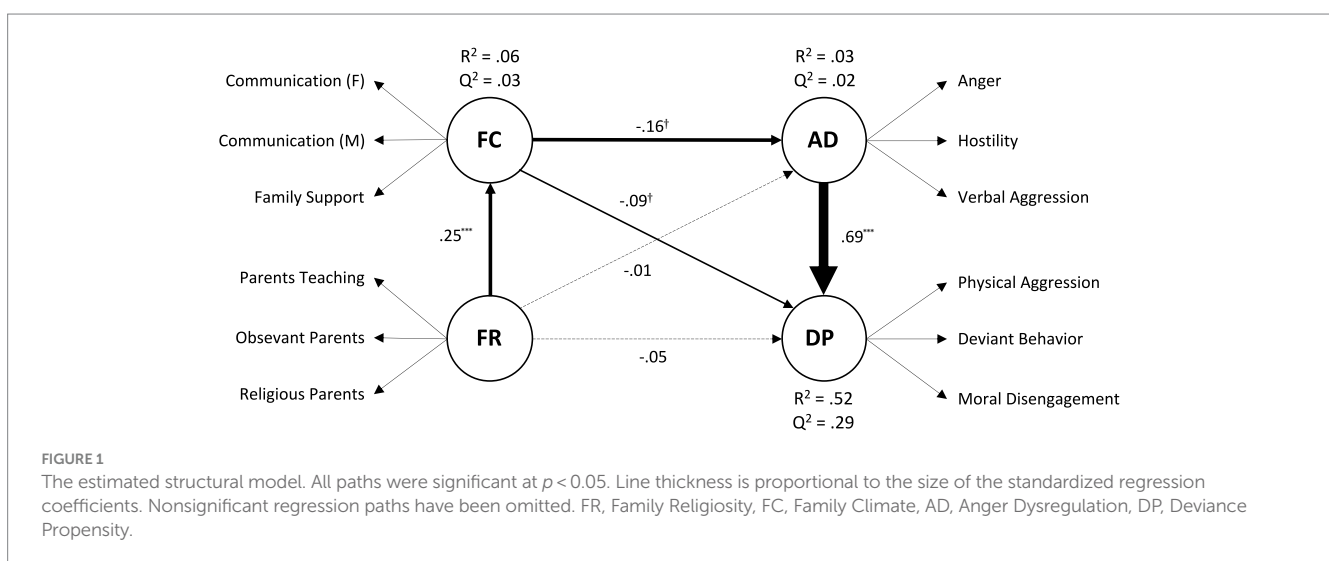 R² = .06
Q² = .03
R² = .03
Q² = .02
Communication (F)
Communication (M)
Family Support
FC
-.16†
AD
Anger
Hostility
Verbal Aggression
-.09†
.25***
-.01
.69***
Parents Teaching
Obsevant Parents
Religious Parents
FR
-.05
DP
Physical Aggression
Deviant Behavior
Moral Disengagement
R² = .52
Q² = .29
FIGURE 1
The estimated structural model. All paths were significant at p < 0.05. Line thickness is proportional to the size of the standardized regression
coefficients. Nonsignificant regression paths have been omitted. FR, Family Religiosity, FC, Family Climate, AD, Anger Dysregulation, DP, Deviance
Propensity.